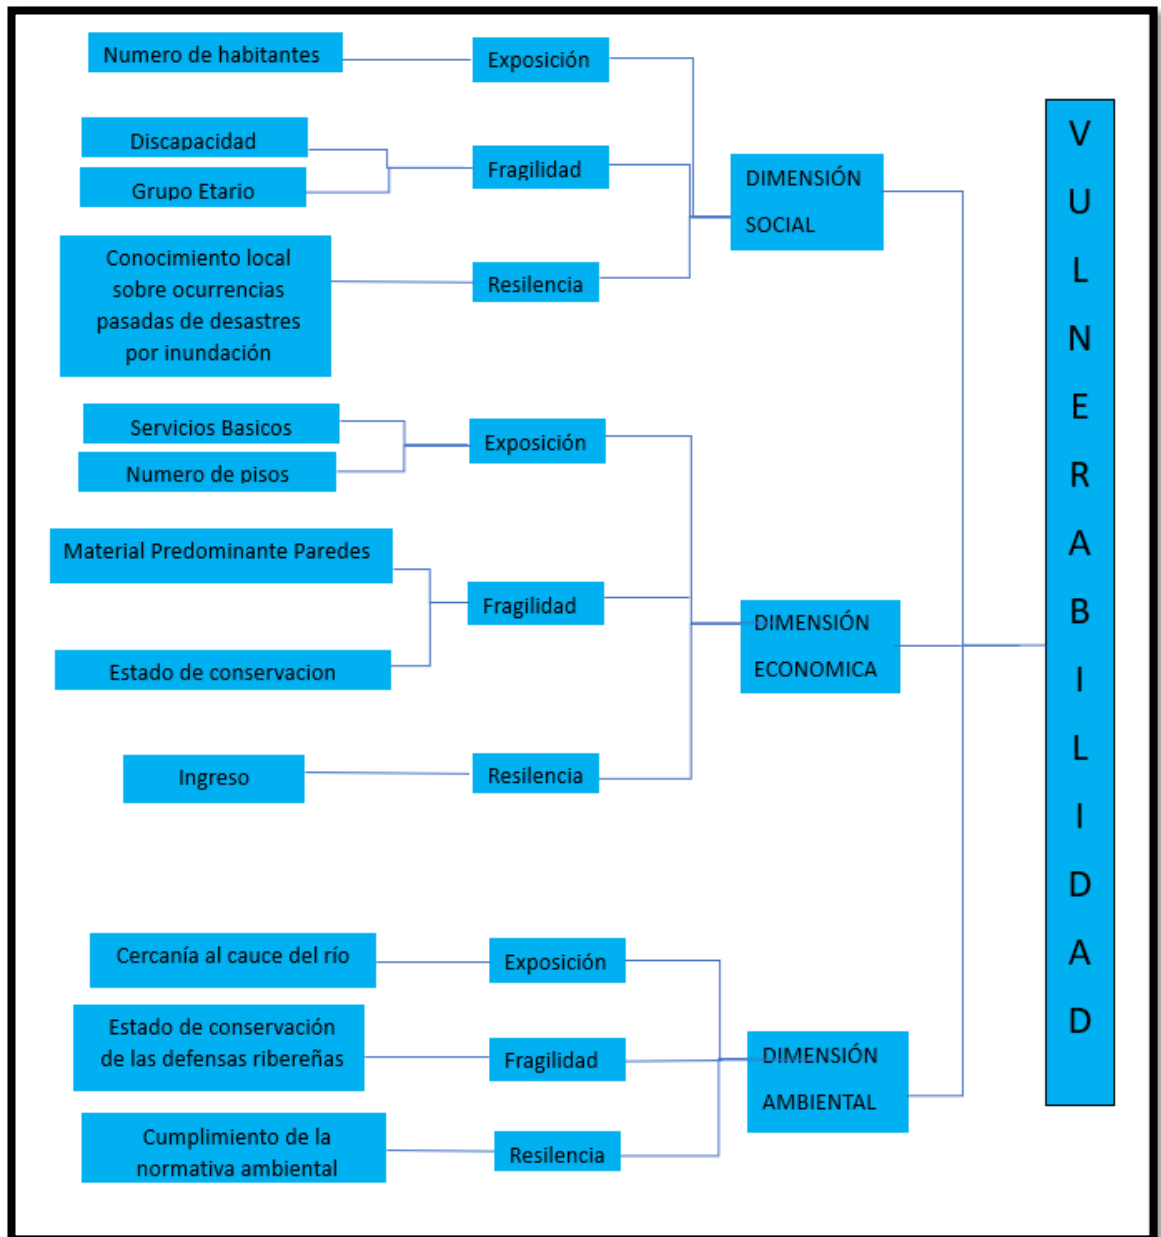 Numero de habitantes
Exposición
Discapacidad
Grupo Etario
Fragilidad
Conocimiento local
sobre ocurrencias
pasadas de desastres
por inundación
Resilencia
DIMENSIÓN
SOCIAL
Servicios Basicos
Numero de pisos
Exposición
Material Predominante Paredes
Estado de conservacion
Fragilidad
Ingreso
Resilencia
DIMENSIÓN
ECONOMICA
Cercanía al cauce del río
Exposición
Estado de conservación
de las defensas ribereñas
Fragilidad
Cumplimiento de la
normativa ambiental
Resilencia
DIMENSIÓN
AMBIENTAL
V
U
L
N
E
R
A
B
I
L
I
D
A
D